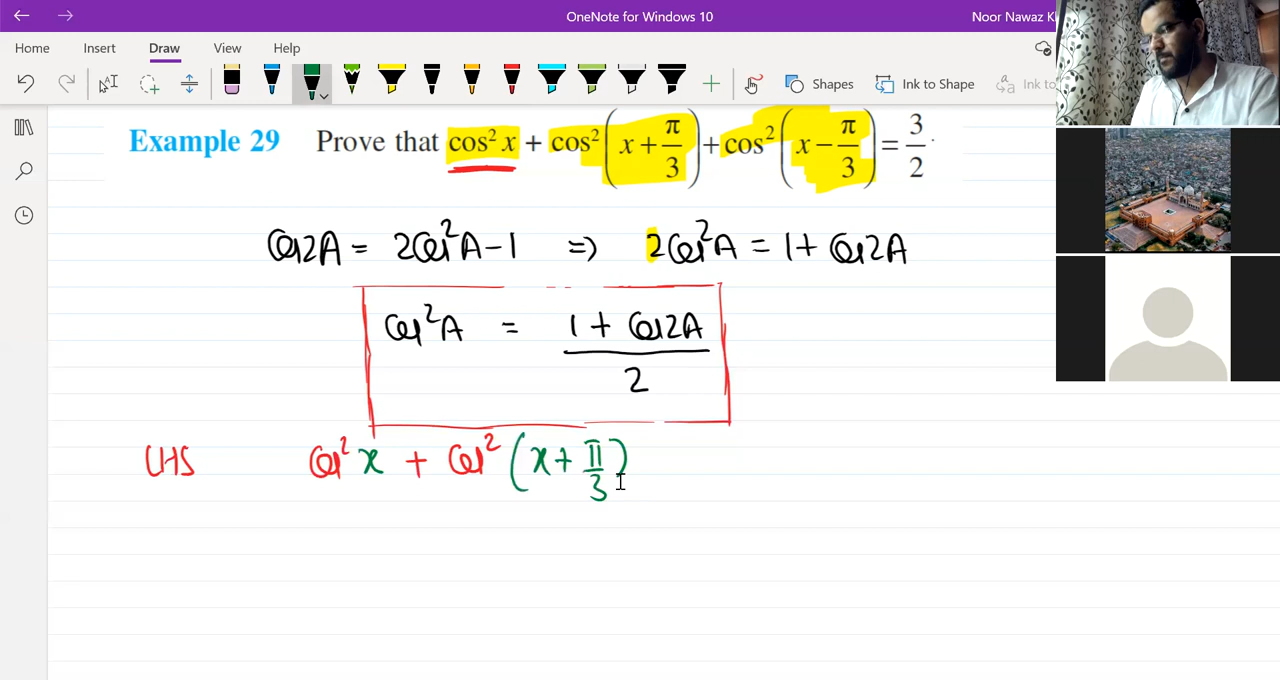 OneNote for Windows 10
Noor Nawaz
Home Insert Draw View Help
Shapes Ink to Shape Ink to
Example 29 Prove that cos² x + cos² (x + π/3) + cos² (x − π/3) = 3/2.
Cos2A = 2Cos²A − 1 ⇒ 2Cos²A = 1 + Cos2A
Cos²A = (1 + Cos2A)/2
LHS Cos² x + Cos² (x + π/3)